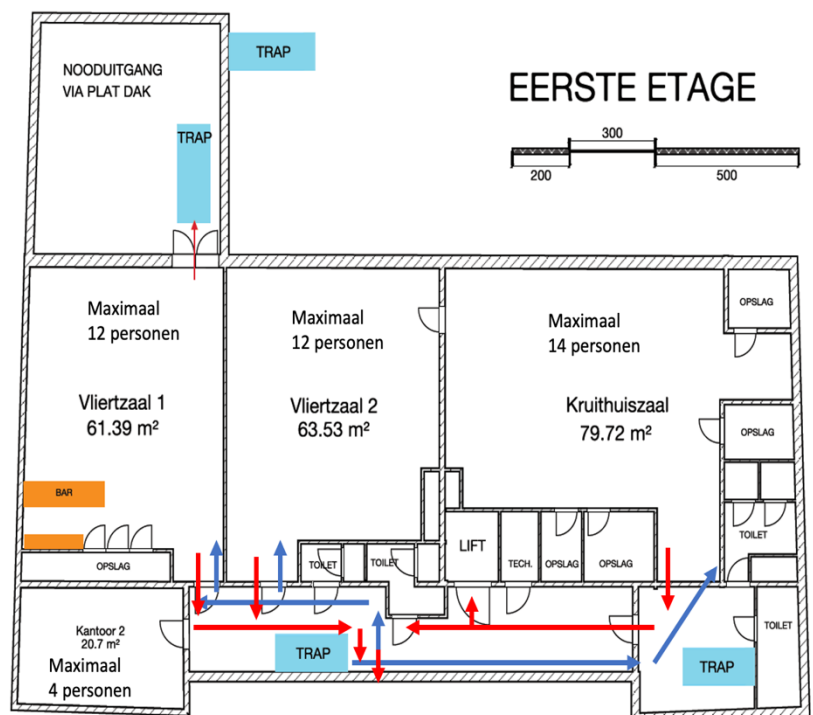 TRAP
NOODUITGANG
VIA PLAT DAK
EERSTE ETAGE
TRAP
300
200
500
Maximaal
12 personen
Maximaal
12 personen
Maximaal
14 personen
OPSLAG
Vliertzaal 1
61.39 m²
Vliertzaal 2
63.53 m²
Kruithuiszaal
79.72 m²
OPSLAG
BAR
OPSLAG
TOILET
TOILET
LIFT
TECH.
OPSLAG
OPSLAG
TOILET
Kantoor 2
20.7 m²
Maximaal
4 personen
TRAP
TRAP
TOILET